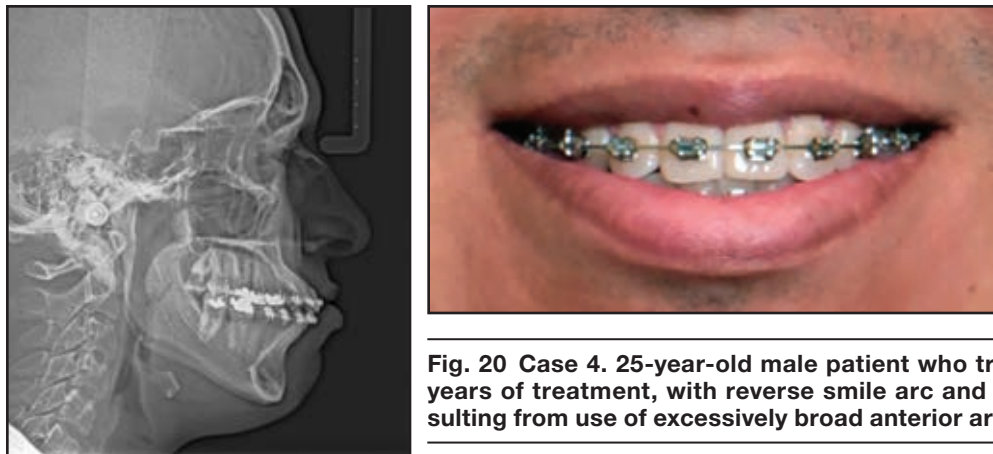 Fig. 20 Case 4. 25-year-old male patient who
years of treatment, with reverse smile arc and
sulting from use of excessively broad anterior